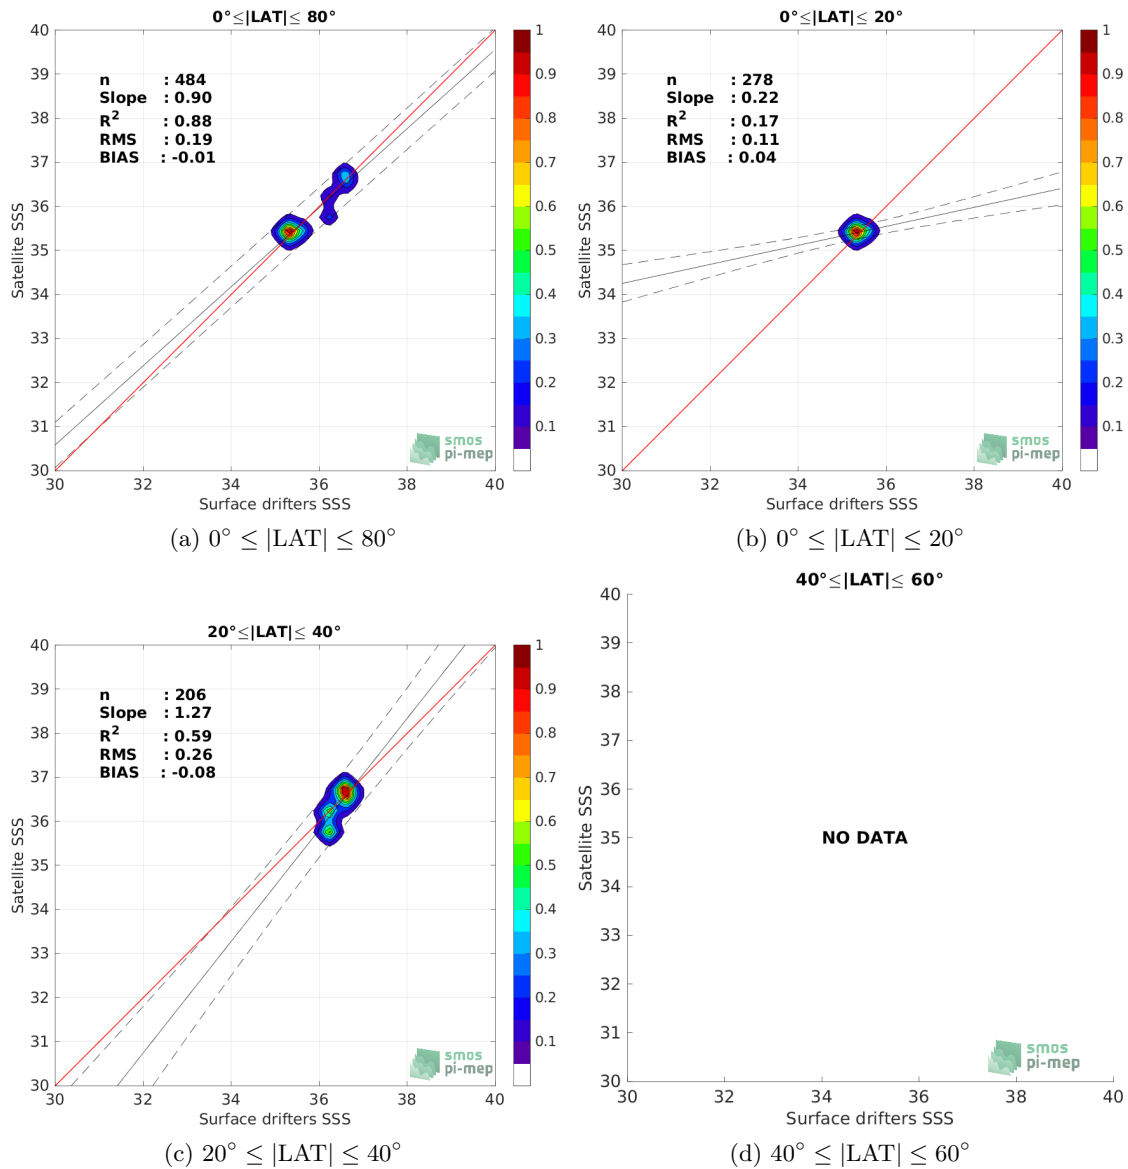 0°≤|LAT|≤ 80°
40
39
38
37
36
35
34
33
32
31
30
Satellite SSS
n : 484
Slope : 0.90
R² : 0.88
RMS : 0.19
BIAS : -0.01
smos
pi-mep
30 32 34 36 38 40
Surface drifters SSS
1
0.9
0.8
0.7
0.6
0.5
0.4
0.3
0.2
0.1
(a) 0° ≤ |LAT| ≤ 80°
0°≤|LAT|≤ 20°
40
39
38
37
36
35
34
33
32
31
30
Satellite SSS
n : 278
Slope : 0.22
R² : 0.17
RMS : 0.11
BIAS : 0.04
smos
pi-mep
30 32 34 36 38 40
Surface drifters SSS
1
0.9
0.8
0.7
0.6
0.5
0.4
0.3
0.2
0.1
(b) 0° ≤ |LAT| ≤ 20°
20°≤|LAT|≤ 40°
40
39
38
37
36
35
34
33
32
31
30
Satellite SSS
n : 206
Slope : 1.27
R² : 0.59
RMS : 0.26
BIAS : -0.08
smos
pi-mep
30 32 34 36 38 40
Surface drifters SSS
1
0.9
0.8
0.7
0.6
0.5
0.4
0.3
0.2
0.1
(c) 20° ≤ |LAT| ≤ 40°
40°≤|LAT|≤ 60°
40
39
38
37
36
35
34
33
32
31
30
Satellite SSS
NO DATA
smos
pi-mep
30 32 34 36 38 40
Surface drifters SSS
(d) 40° ≤ |LAT| ≤ 60°